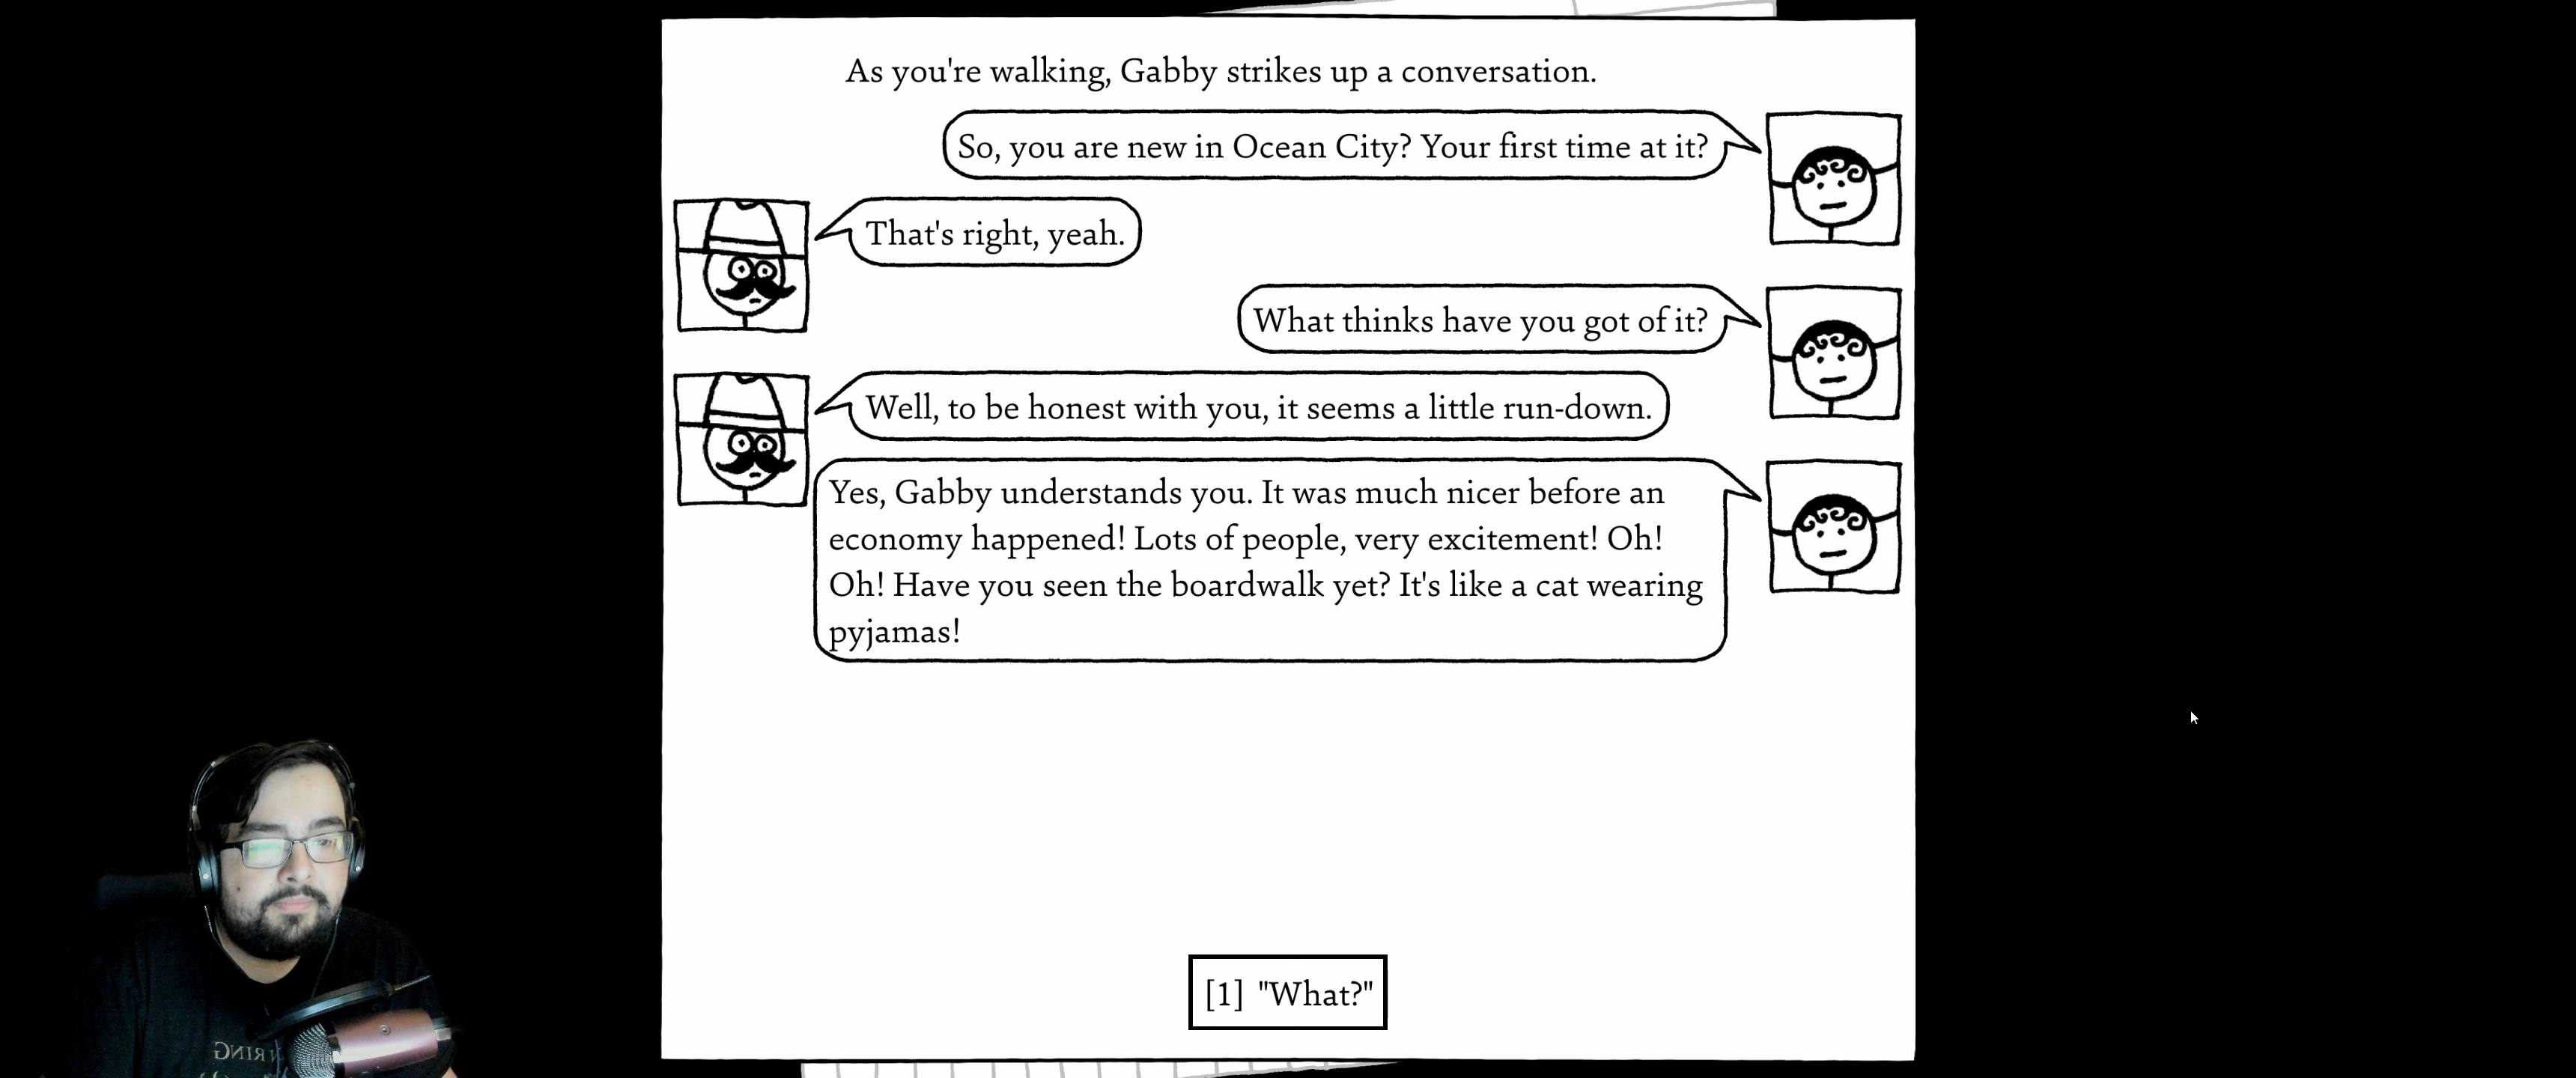 As you're walking, Gabby strikes up a conversation.
So, you are new in Ocean City? Your first time at it?
That's right, yeah.
What thinks have you got of it?
Well, to be honest with you, it seems a little run-down.
Yes, Gabby understands you. It was much nicer before an
economy happened! Lots of people, very excitement! Oh!
Oh! Have you seen the boardwalk yet? It's like a cat wearing
pyjamas!
[1] "What?"